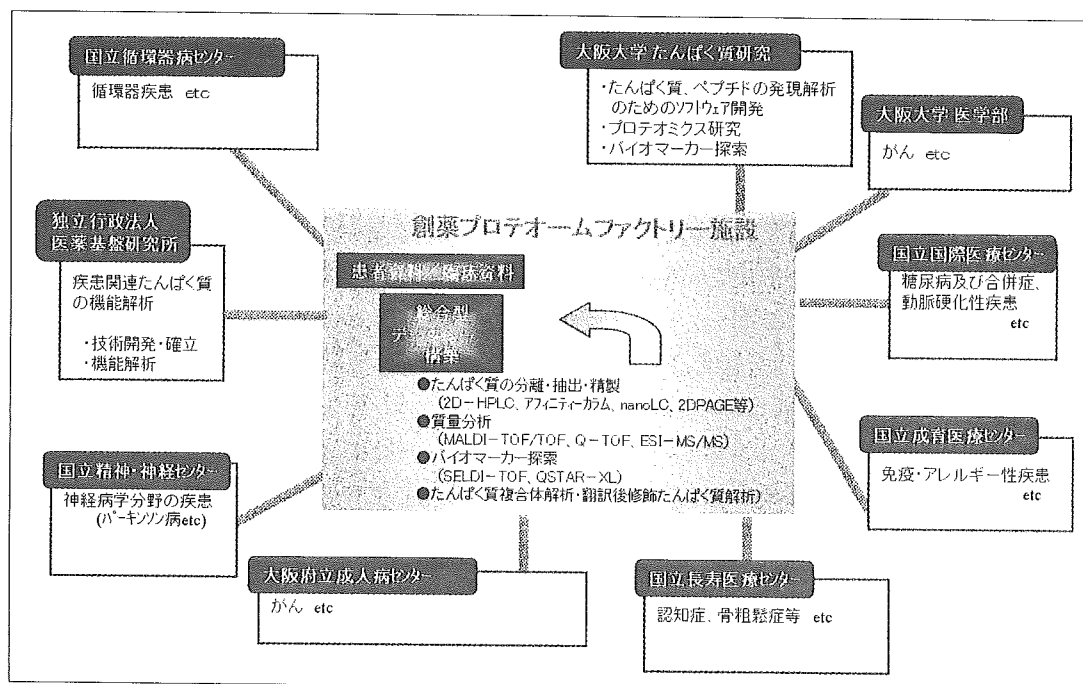 国立循環器病センター
循環器疾患 etc
大阪大学 たんぱく質研究
・たんぱく質、ペプチドの発現解析
のためのソフトウェア開発
・プロテオミクス研究
・バイオマーカー探索
大阪大学 医学部
がん etc
独立行政法人
医薬基盤研究所
疾患関連たんぱく質
の機能解析
・技術開発・確立
・機能解析
創薬プロテオームファクトリー施設
患者資料／臨床資料
総合型
構築
●たんぱく質の分離・抽出・精製
(2D－HPLC、アフィニティーカラム、nanoLC、2DPAGE等)
●質量分析
(MALDI－TOF/TOF、Q－TOF、ESI－MS/MS)
●バイオマーカー探索
(SELDI－TOF、QSTAR－XL)
●たんぱく質複合体解析・翻訳後修飾たんぱく質解析)
国立国際医療センター
糖尿病及び合併症、
動脈硬化性疾患
etc
国立成育医療センター
免疫・アレルギー性疾患
etc
国立精神・神経センター
神経病学分野の疾患
(パーキンソン病etc)
大阪府立成人病センター
がん etc
国立長寿医療センター
認知症、骨粗鬆症等 etc